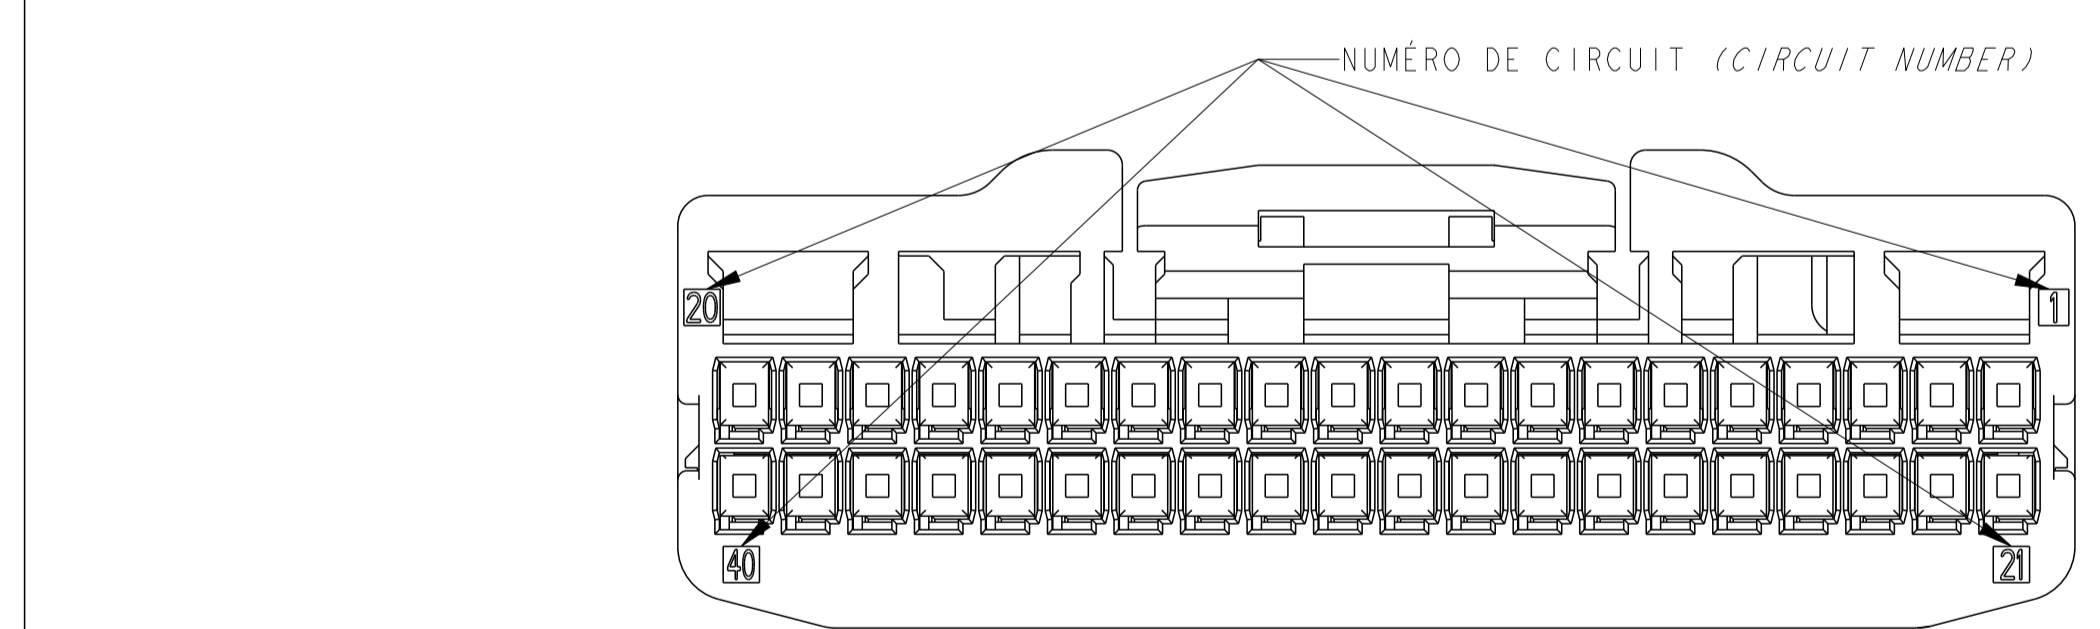 NUMÉRO DE CIRCUIT (CIRCUIT NUMBER)
20
1
40
21